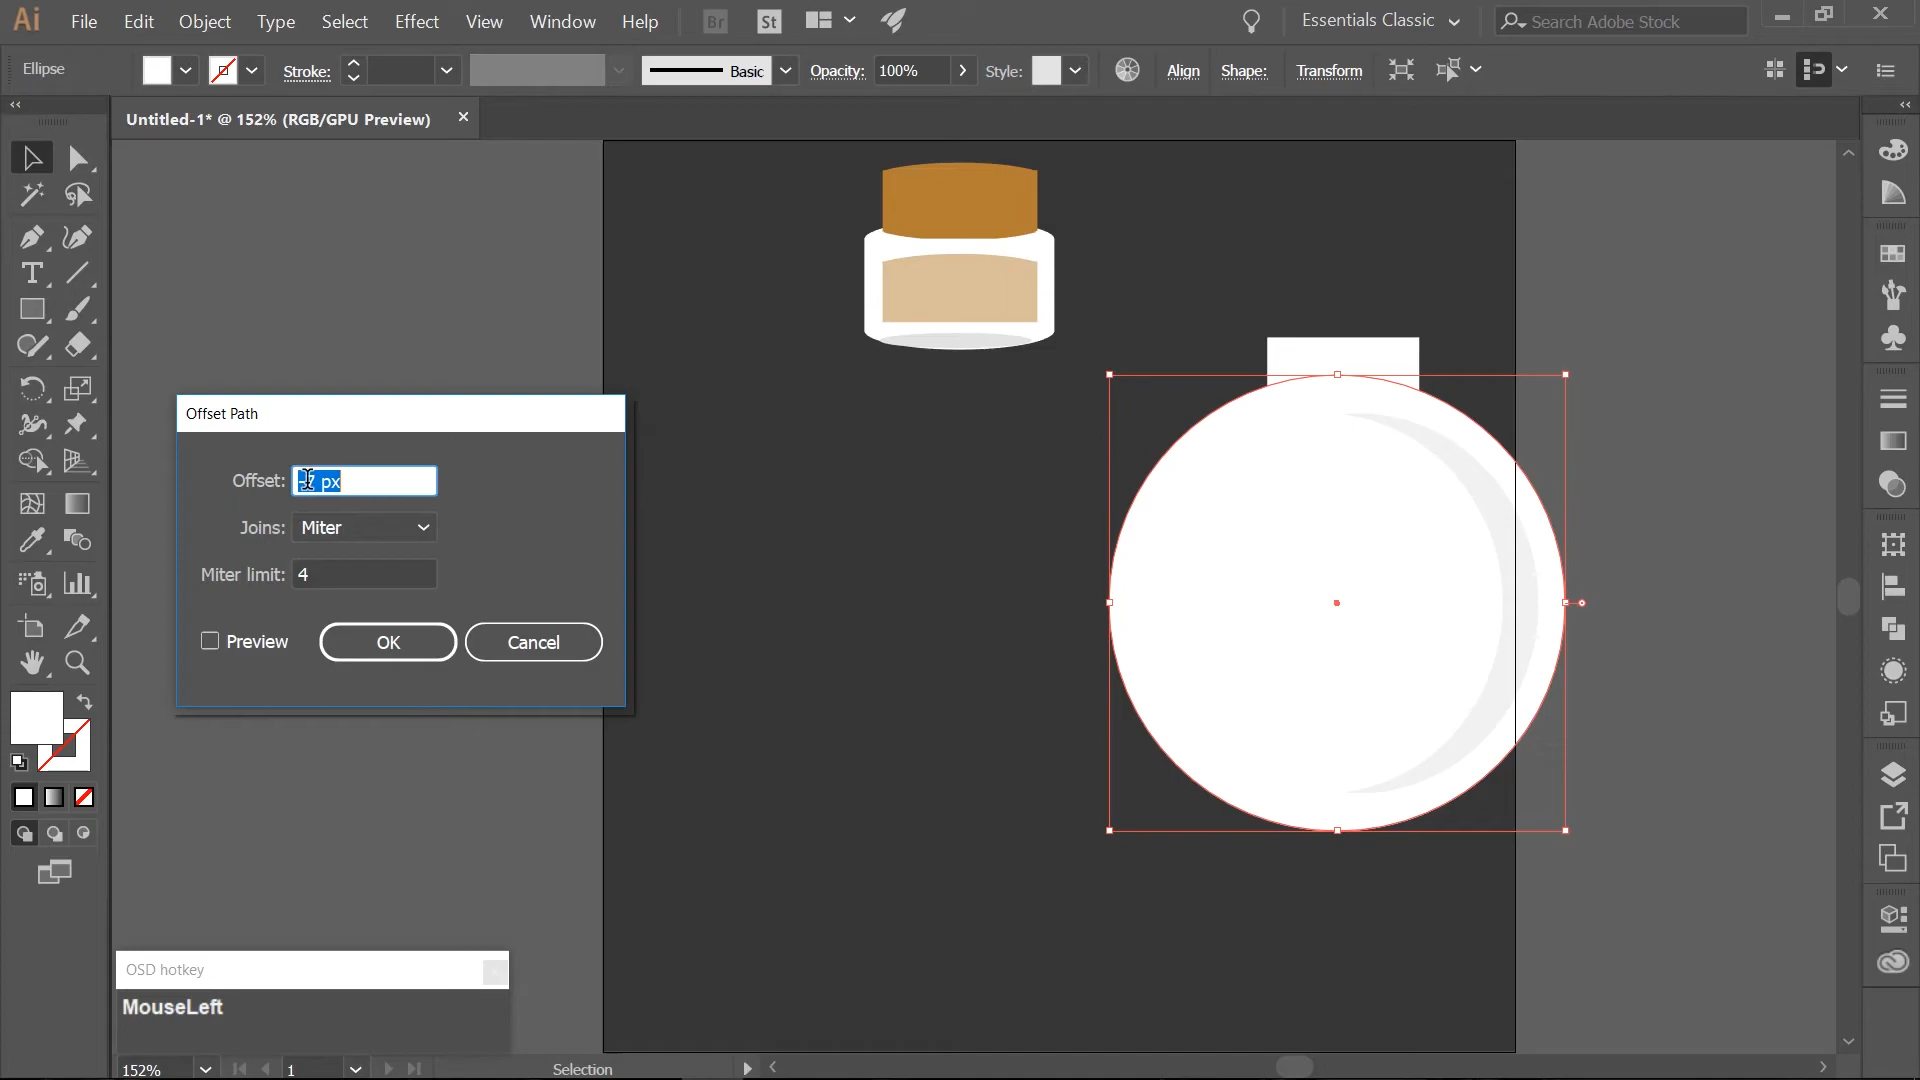 Ai File Edit Object Type Select Effect View Window Help Br St Essentials Classic Search Adobe Stock
Ellipse Stroke: Basic Opacity: 100% Style: Align Shape: Transform
Untitled-1* @ 152% (RGB/GPU Preview)
Offset Path
Offset: px
Joins: Miter
Miter limit: 4
Preview OK Cancel
OSD hotkey
MouseLeft
152% 1 Selection